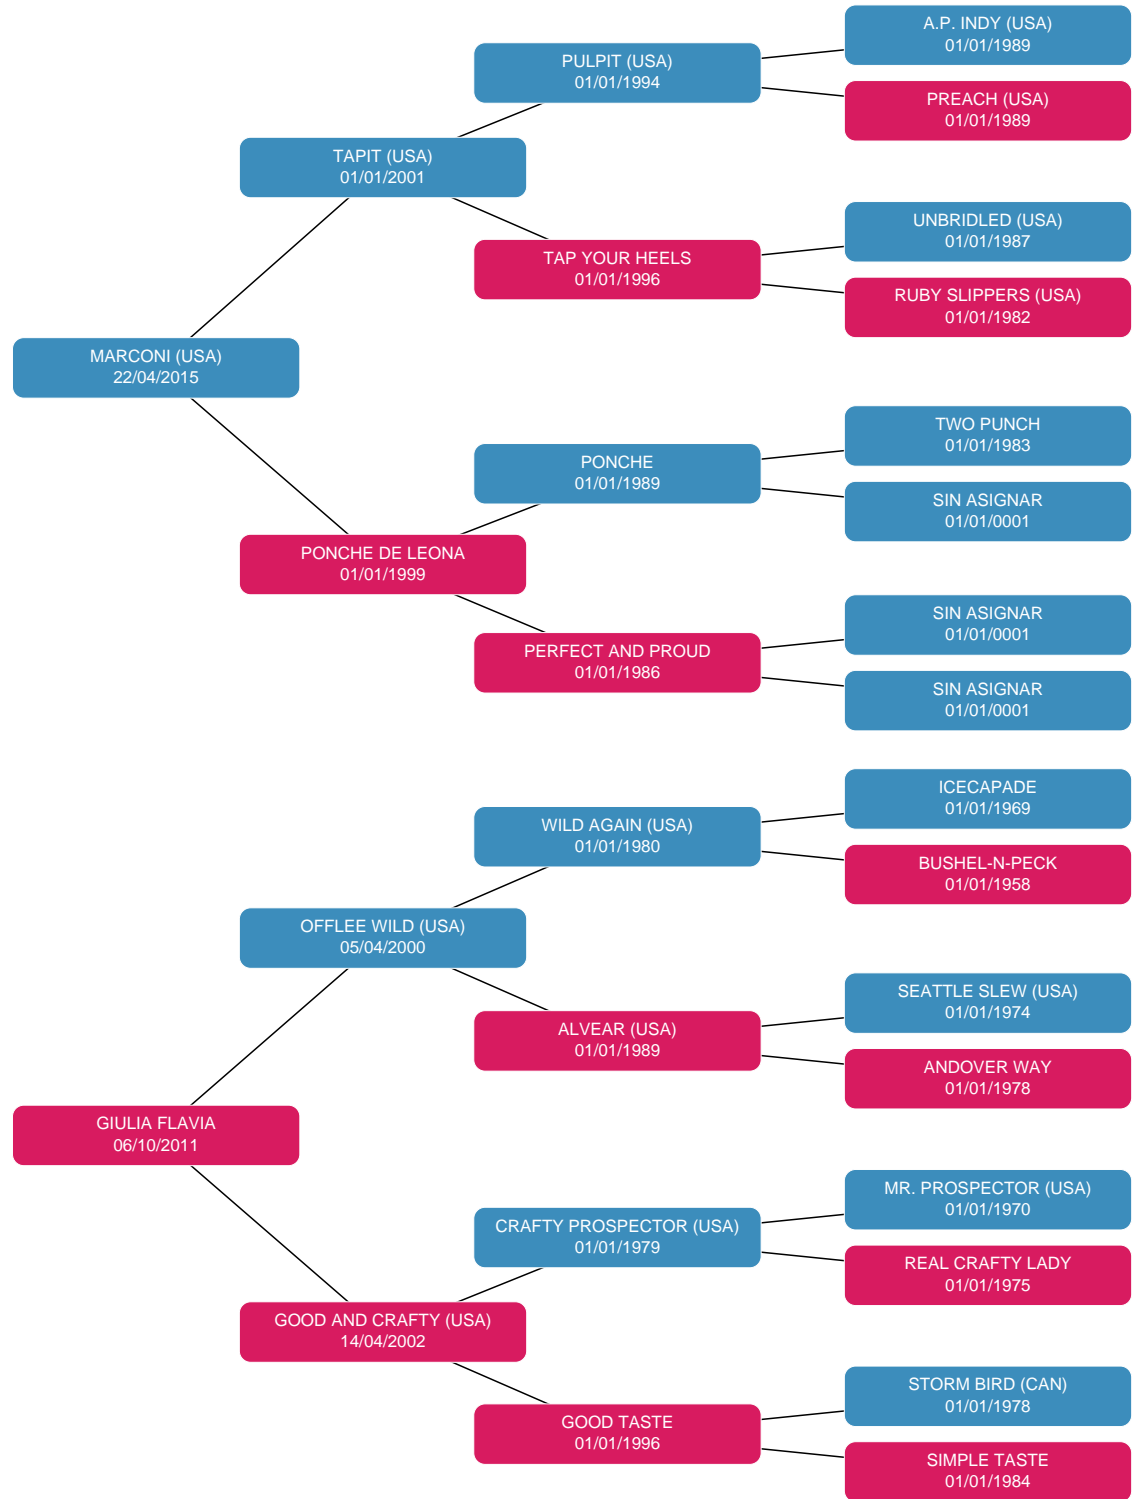 A.P. INDY (USA)
01/01/1989
PULPIT (USA)
01/01/1994
PREACH (USA)
01/01/1989
TAPIT (USA)
01/01/2001
UNBRIDLED (USA)
01/01/1987
TAP YOUR HEELS
01/01/1996
RUBY SLIPPERS (USA)
01/01/1982
MARCONI (USA)
22/04/2015
TWO PUNCH
01/01/1983
PONCHE
01/01/1989
SIN ASIGNAR
01/01/0001
PONCHE DE LEONA
01/01/1999
SIN ASIGNAR
01/01/0001
PERFECT AND PROUD
01/01/1986
SIN ASIGNAR
01/01/0001
ICECAPADE
01/01/1969
WILD AGAIN (USA)
01/01/1980
BUSHEL-N-PECK
01/01/1958
OFFLEE WILD (USA)
05/04/2000
SEATTLE SLEW (USA)
01/01/1974
ALVEAR (USA)
01/01/1989
ANDOVER WAY
01/01/1978
GIULIA FLAVIA
06/10/2011
MR. PROSPECTOR (USA)
01/01/1970
CRAFTY PROSPECTOR (USA)
01/01/1979
REAL CRAFTY LADY
01/01/1975
GOOD AND CRAFTY (USA)
14/04/2002
STORM BIRD (CAN)
01/01/1978
GOOD TASTE
01/01/1996
SIMPLE TASTE
01/01/1984